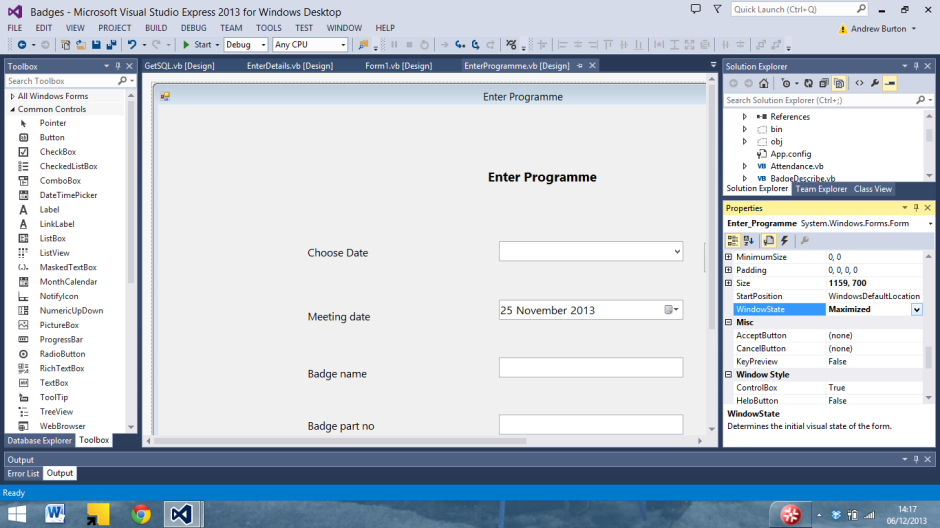 Badges - Microsoft Visual Studio Express 2013 for Windows Desktop
Quick Launch (Ctrl+Q)
FILE EDIT VIEW PROJECT BUILD DEBUG TEAM TOOLS TEST WINDOW HELP
Andrew Burton
Start Debug Any CPU
Toolbox
Search Toolbox
All Windows Forms
Common Controls
Pointer
Button
CheckBox
CheckedListBox
ComboBox
DateTimePicker
Label
LinkLabel
ListBox
ListView
MaskedTextBox
MonthCalendar
NotifyIcon
NumericUpDown
PictureBox
ProgressBar
RadioButton
RichTextBox
TextBox
ToolTip
TreeView
WebBrowser
Database Explorer Toolbox
GetSQL.vb [Design] EnterDetails.vb [Design] Form1.vb [Design] EnterProgramme.vb [Design]
Enter Programme
Enter Programme
Choose Date
Meeting date 25 November 2013
Badge name
Badge part no
Solution Explorer
Search Solution Explorer (Ctrl+;)
References
bin
obj
App.config
Attendance.vb
BadgeDescribe.vb
Solution Explorer Team Explorer Class View
Properties
Enter_Programme System.Windows.Forms.Form
MinimumSize 0, 0
Padding 0, 0, 0, 0
Size 1159, 700
StartPosition WindowsDefaultLocation
WindowState Maximized
Misc
AcceptButton (none)
CancelButton (none)
KeyPreview False
Window Style
ControlBox True
HelpButton False
WindowState
Determines the initial visual state of the form.
Output
Error List Output
Ready
14:17
06/12/2013